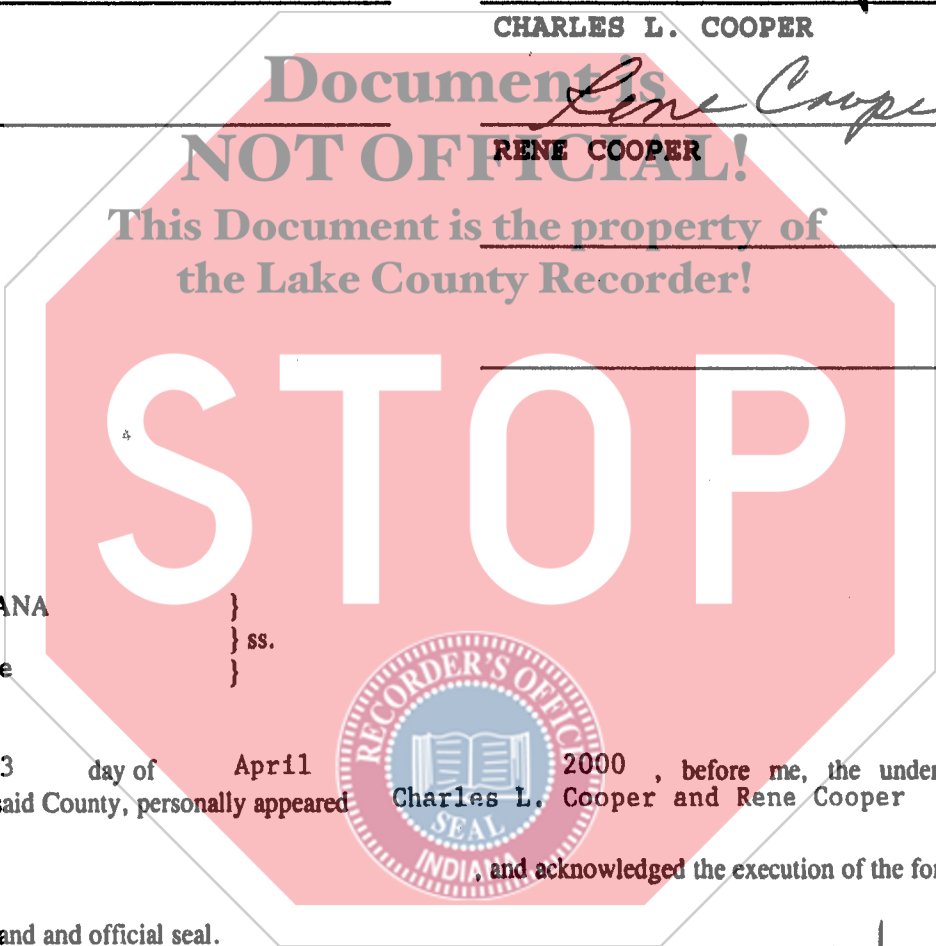 CHARLES L. COOPER
Document is
Rene Coope
NOT OFFICIAL!
RENE COOPER
This Document is the property of
the Lake County Recorder!
STOP
ANA }
} ss.
e }
RECORDER'S OFFICE
SEAL
INDIANA
3 day of April 2000 , before me, the under
said County, personally appeared Charles L. Cooper and Rene Cooper
, and acknowledged the execution of the for
and and official seal.